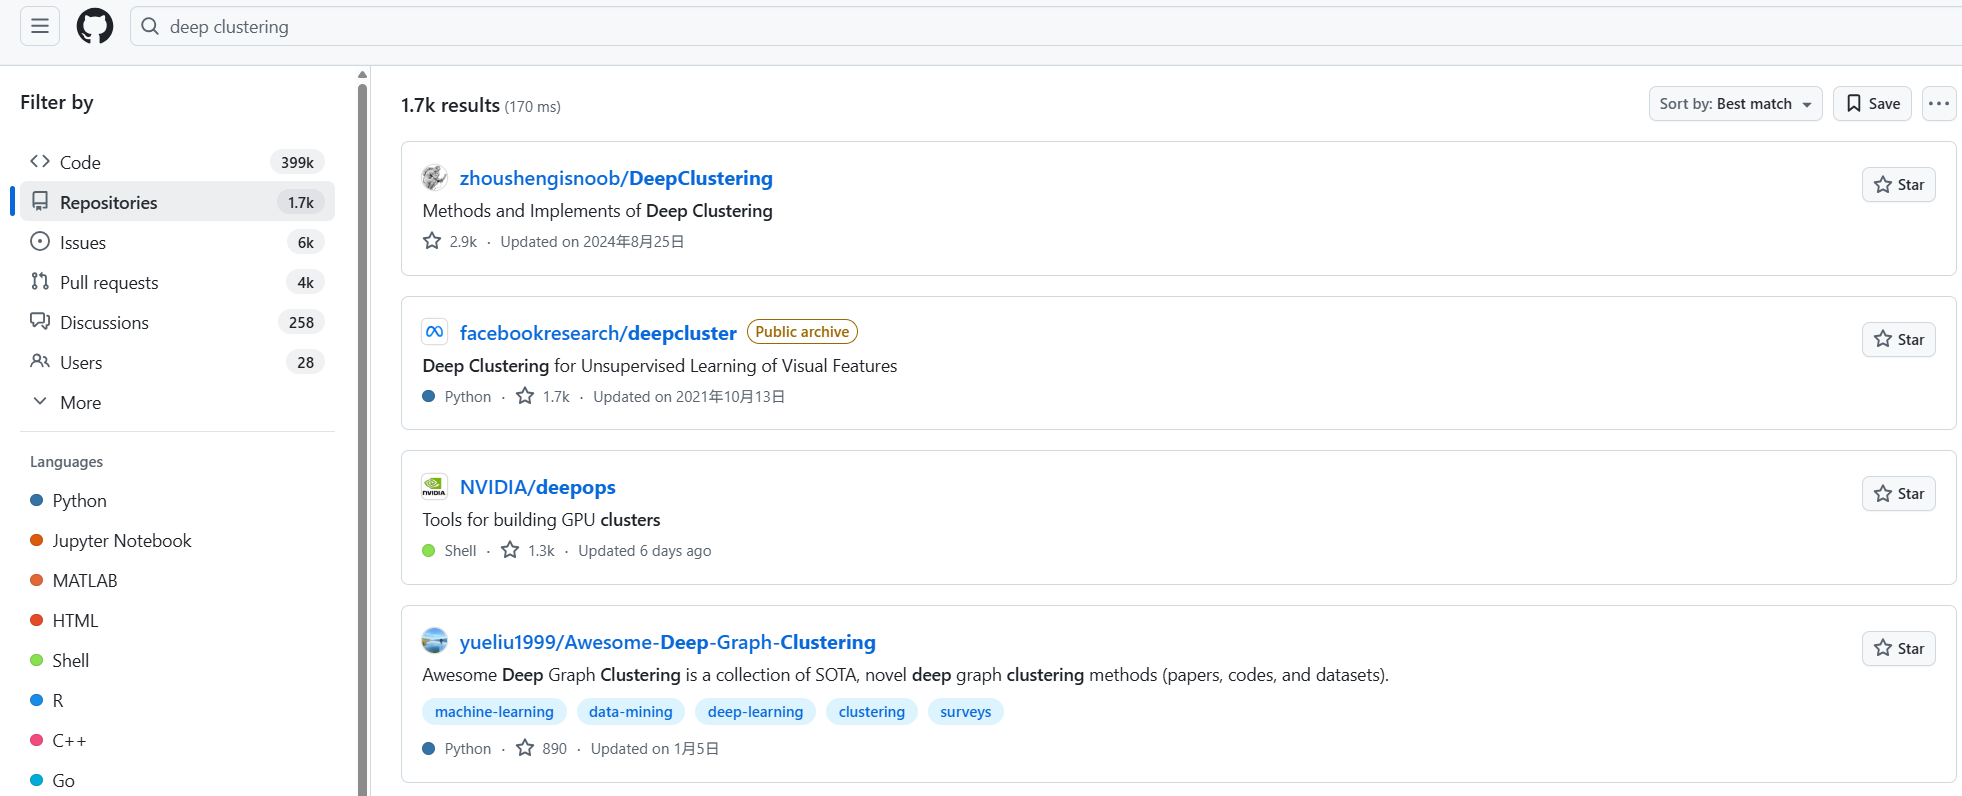 deep clustering
Filter by
Code 399k
Repositories 1.7k
Issues 6k
Pull requests 4k
Discussions 258
Users 28
More
Languages
Python
Jupyter Notebook
MATLAB
HTML
Shell
R
C++
Go
1.7k results (170 ms)
Sort by: Best match
Save
zhoushengisnoob/DeepClustering
Star
Methods and Implements of Deep Clustering
2.9k · Updated on 2024年8月25日
facebookresearch/deepcluster Public archive
Star
Deep Clustering for Unsupervised Learning of Visual Features
Python · 1.7k · Updated on 2021年10月13日
NVIDIA
NVIDIA/deepops
Star
Tools for building GPU clusters
Shell · 1.3k · Updated 6 days ago
yueliu1999/Awesome-Deep-Graph-Clustering
Star
Awesome Deep Graph Clustering is a collection of SOTA, novel deep graph clustering methods (papers, codes, and datasets).
machine-learning data-mining deep-learning clustering surveys
Python · 890 · Updated on 1月5日